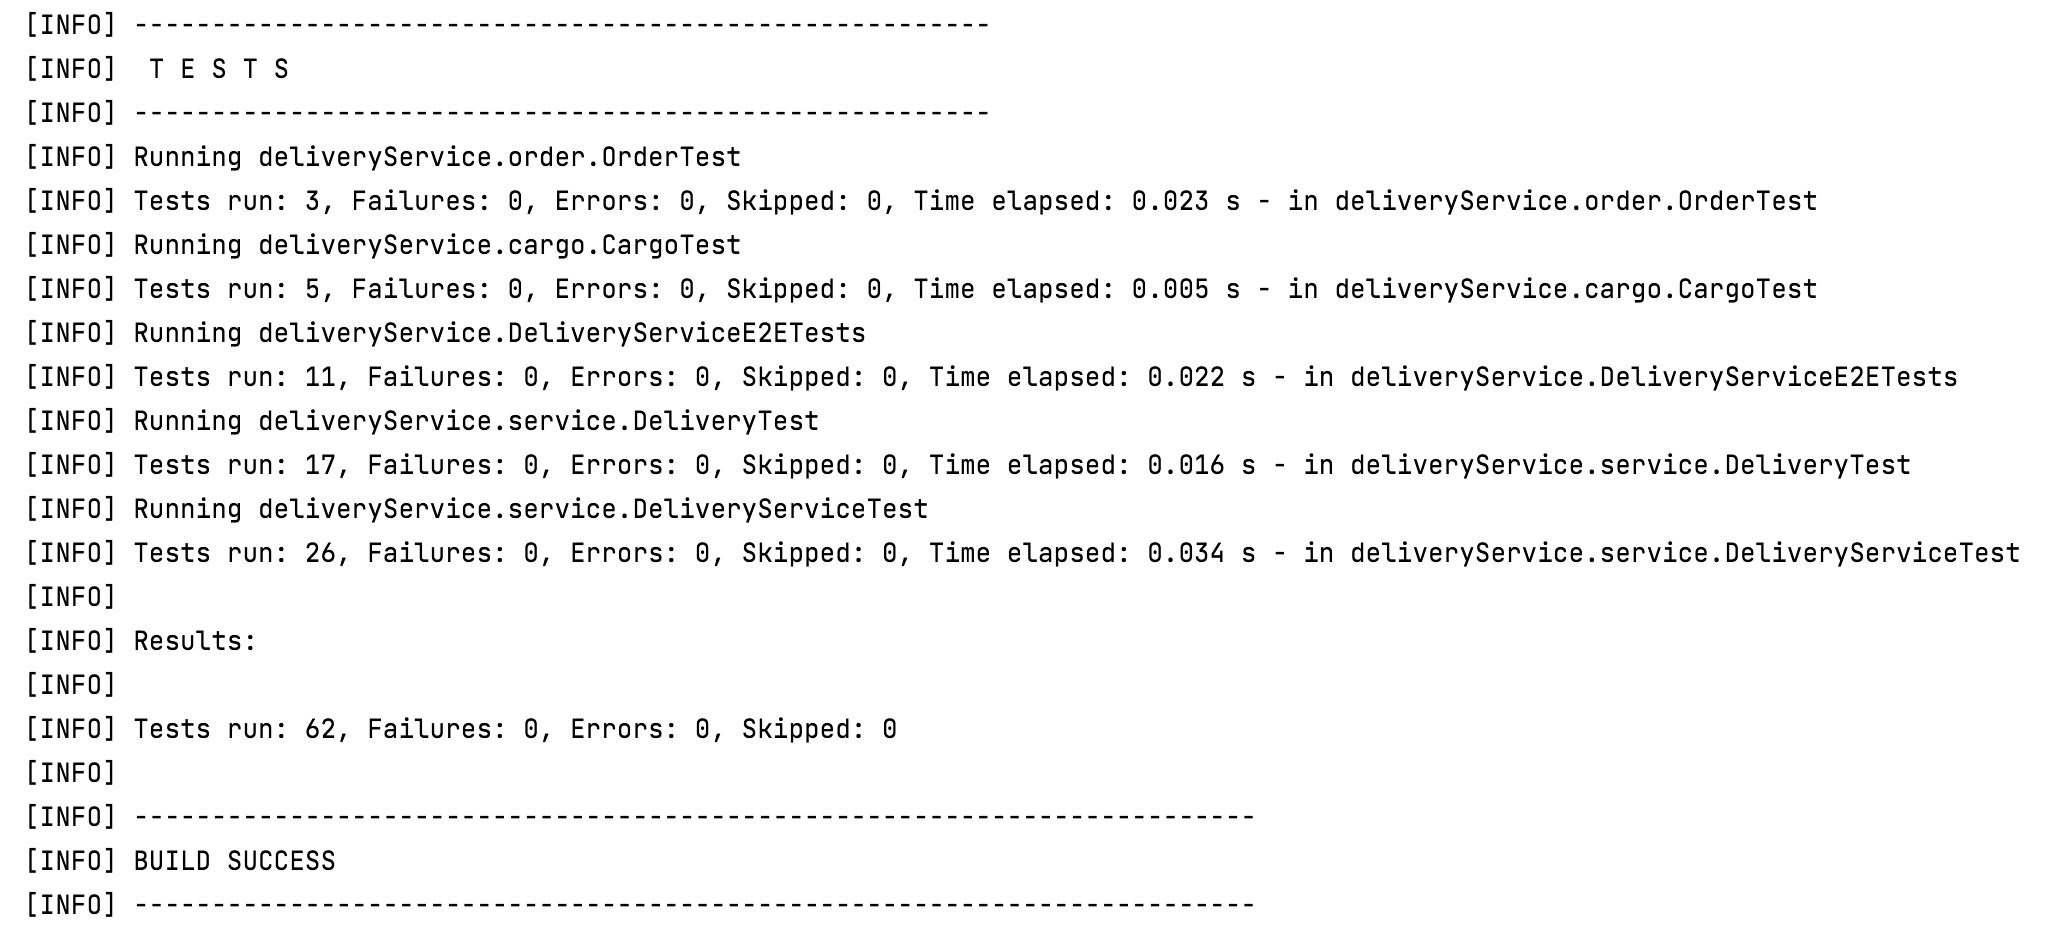 [INFO] -------------------------------------------------------
[INFO]  T E S T S
[INFO] -------------------------------------------------------
[INFO] Running deliveryService.order.OrderTest
[INFO] Tests run: 3, Failures: 0, Errors: 0, Skipped: 0, Time elapsed: 0.023 s - in deliveryService.order.OrderTest
[INFO] Running deliveryService.cargo.CargoTest
[INFO] Tests run: 5, Failures: 0, Errors: 0, Skipped: 0, Time elapsed: 0.005 s - in deliveryService.cargo.CargoTest
[INFO] Running deliveryService.DeliveryServiceE2ETests
[INFO] Tests run: 11, Failures: 0, Errors: 0, Skipped: 0, Time elapsed: 0.022 s - in deliveryService.DeliveryServiceE2ETests
[INFO] Running deliveryService.service.DeliveryTest
[INFO] Tests run: 17, Failures: 0, Errors: 0, Skipped: 0, Time elapsed: 0.016 s - in deliveryService.service.DeliveryTest
[INFO] Running deliveryService.service.DeliveryServiceTest
[INFO] Tests run: 26, Failures: 0, Errors: 0, Skipped: 0, Time elapsed: 0.034 s - in deliveryService.service.DeliveryServiceTest
[INFO]
[INFO] Results:
[INFO]
[INFO] Tests run: 62, Failures: 0, Errors: 0, Skipped: 0
[INFO]
[INFO] ------------------------------------------------------------------------
[INFO] BUILD SUCCESS
[INFO] ------------------------------------------------------------------------